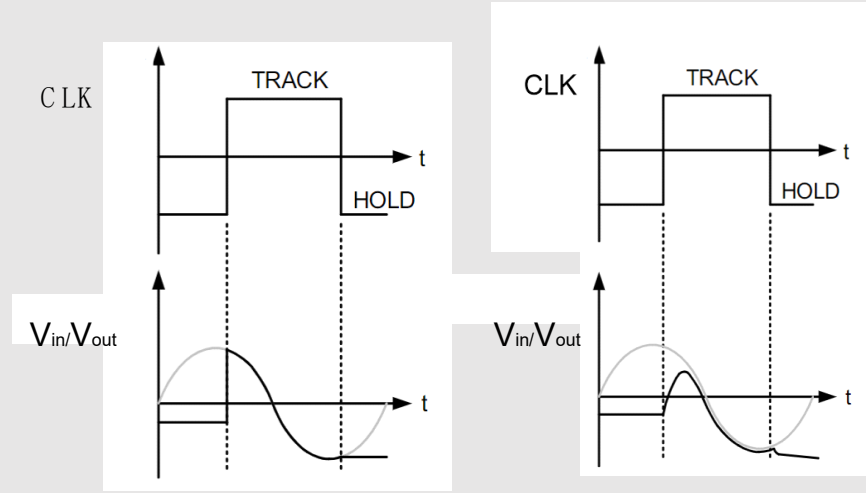 TRACK
CLK
t
HOLD
Vin/Vout
t
TRACK
CLK
t
HOLD
Vin/Vout
t